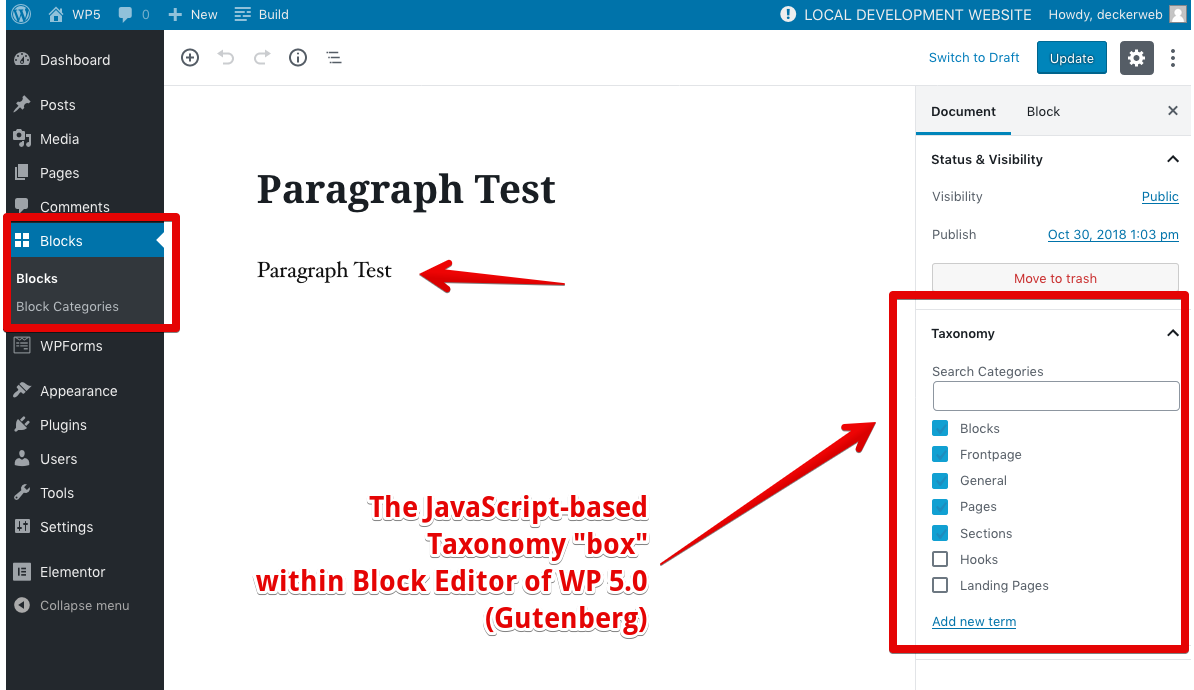 WP5 0 New Build LOCAL DEVELOPMENT WEBSITE Howdy, deckerweb
Dashboard
Posts
Media
Pages
Comments
Blocks
Blocks
Block Categories
WPForms
Appearance
Plugins
Users
Tools
Settings
Elementor
Collapse menu
Switch to Draft Update
Paragraph Test
Paragraph Test
The JavaScript-based
Taxonomy "box"
within Block Editor of WP 5.0
(Gutenberg)
Document Block
Status & Visibility
Visibility Public
Publish Oct 30, 2018 1:03 pm
Move to trash
Taxonomy
Search Categories
Blocks
Frontpage
General
Pages
Sections
Hooks
Landing Pages
Add new term